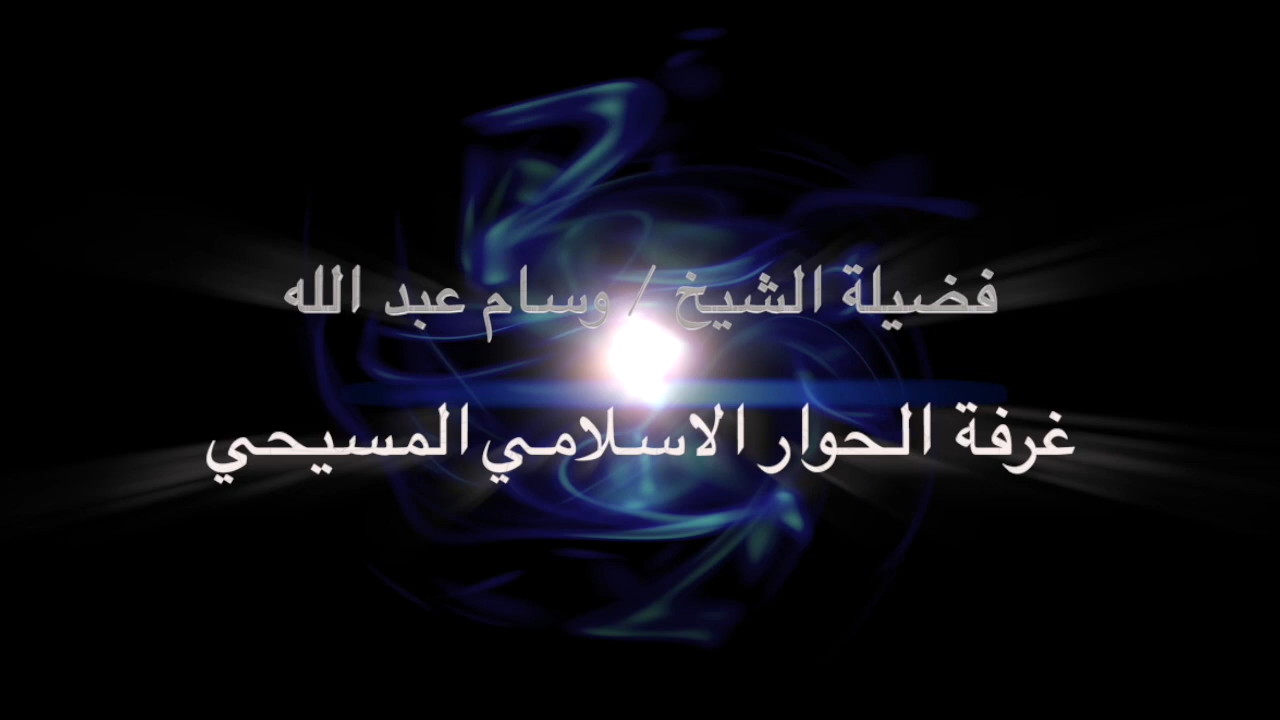 فضيلة الشيخ / وسام عبد الله
غرفة الحوار الاسلامي المسيحي